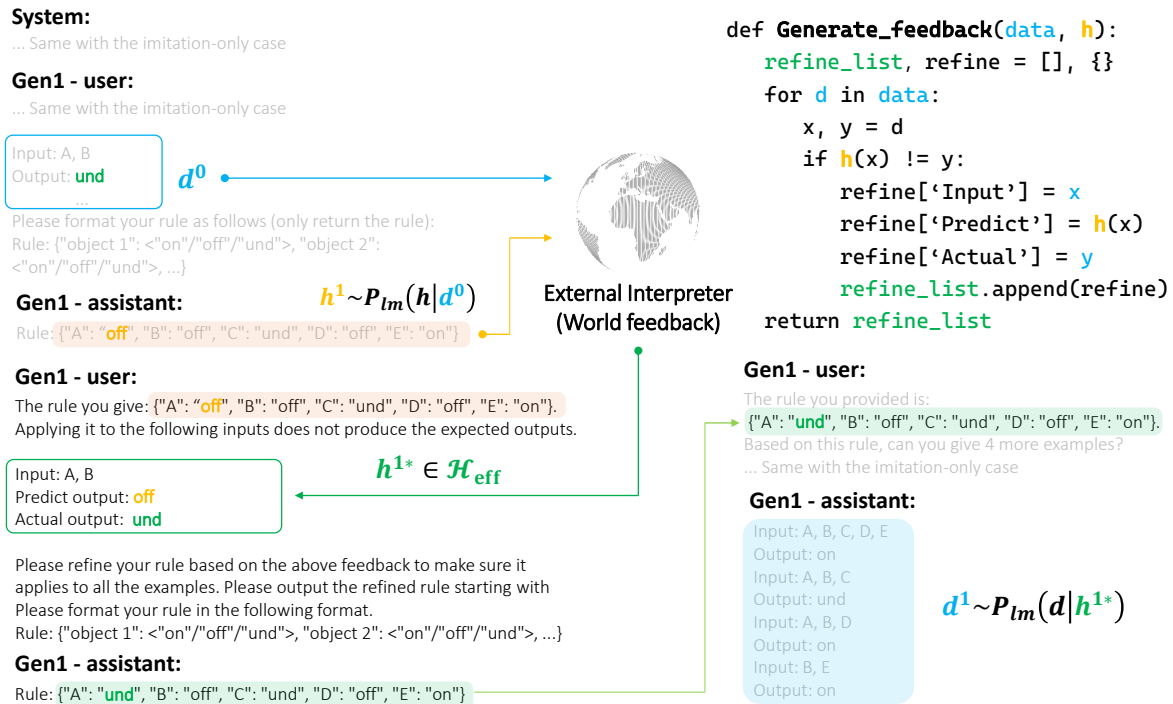 System:
... Same with the imitation-only case
Gen1 - user:
... Same with the imitation-only case
Input: A, B
Output: und
...
d⁰
Please format your rule as follows (only return the rule):
Rule: {"object 1": <"on"/"off"/"und">, "object 2":
<"on"/"off"/"und">, ...}
Gen1 - assistant:
h¹~Pₗₘ(h|d⁰)
Rule: {"A": “off", "B": "off", "C": "und", "D": "off", "E": "on"}
External Interpreter
(World feedback)
Gen1 - user:
The rule you give: {"A": “off", "B": "off", "C": "und", "D": "off", "E": "on"}.
Applying it to the following inputs does not produce the expected outputs.
h¹* ∈ ℋeff
Input: A, B
Predict output: off
Actual output: und
Please refine your rule based on the above feedback to make sure it
applies to all the examples. Please output the refined rule starting with
Please format your rule in the following format.
Rule: {"object 1": <"on"/"off"/"und">, "object 2": <"on"/"off"/"und">, ...}
Gen1 - assistant:
Rule: {"A": "und", "B": "off", "C": "und", "D": "off", "E": "on"}
def Generate_feedback(data, h):
refine_list, refine = [], {}
for d in data:
x, y = d
if h(x) != y:
refine[‘Input’] = x
refine[‘Predict’] = h(x)
refine[‘Actual’] = y
refine_list.append(refine)
return refine_list
Gen1 - user:
The rule you provided is:
{"A": "und", "B": "off", "C": "und", "D": "off", "E": "on"}.
Based on this rule, can you give 4 more examples?
... Same with the imitation-only case
Gen1 - assistant:
Input: A, B, C, D, E
Output: on
Input: A, B, C
Output: und
Input: A, B, D
Output: on
Input: B, E
Output: on
d¹~Pₗₘ(d|h¹*)